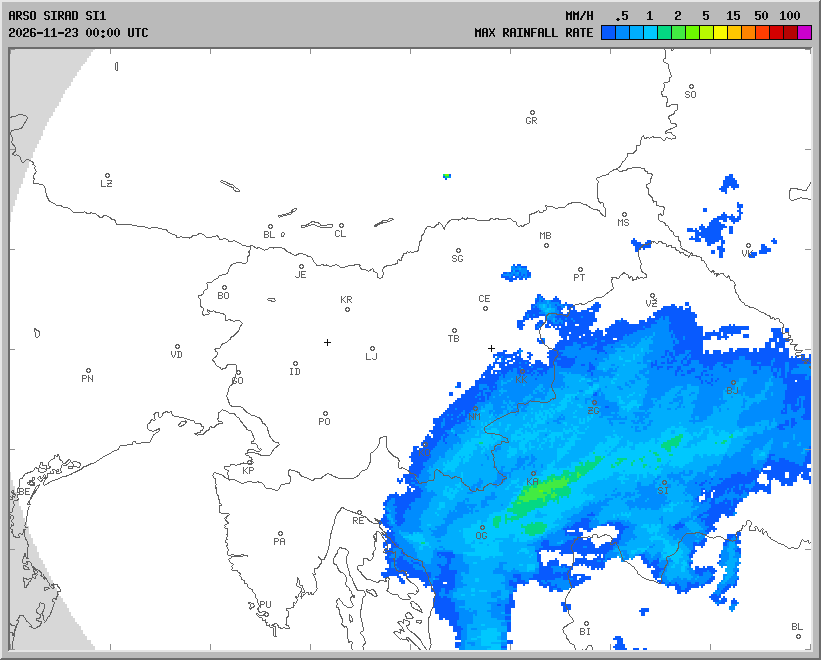 ARSO SIRAD SI1
MM/H .5 1 2 5 15 50 100
2026-11-23 00:00 UTC
MAX RAINFALL RATE
SO
GR
LZ
MS
BL
CL
MB
VK
SG
JE
PT
BO
KR
CE
VZ
TB
VD
LJ
ID
PN
GO
KK
ZG
PO
KP
KA
SI
BE
RE
OG
PA
PU
BI
BL